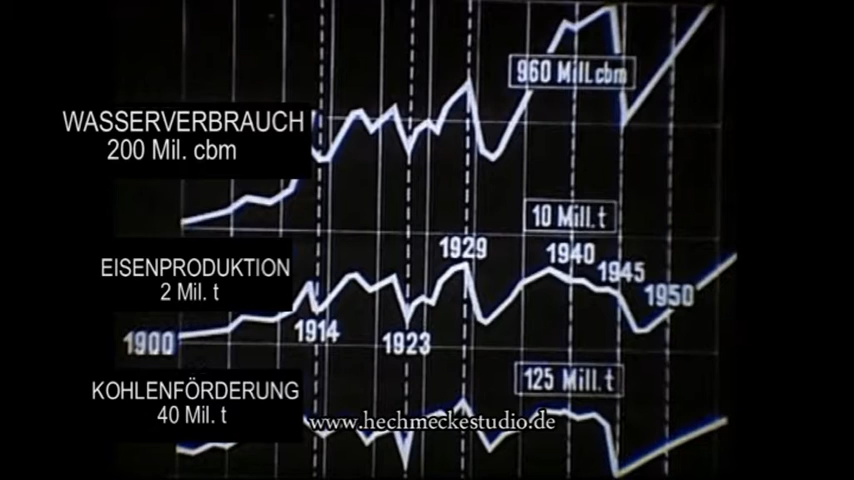 960 Mill.cbm
WASSERVERBRAUCH
200 Mil. cbm
10 Mill.t
1929
1940
1945
1950
EISENPRODUKTION
2 Mil. t
1900
1914
1923
125 Mill.t
KOHLENFÖRDERUNG
40 Mil. t
www.hechmeckestudio.de